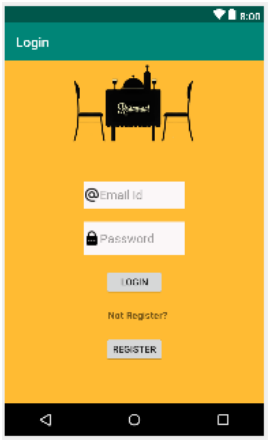 8:00
Login
@Email Id
Password
LOGIN
Not Register?
REGISTER